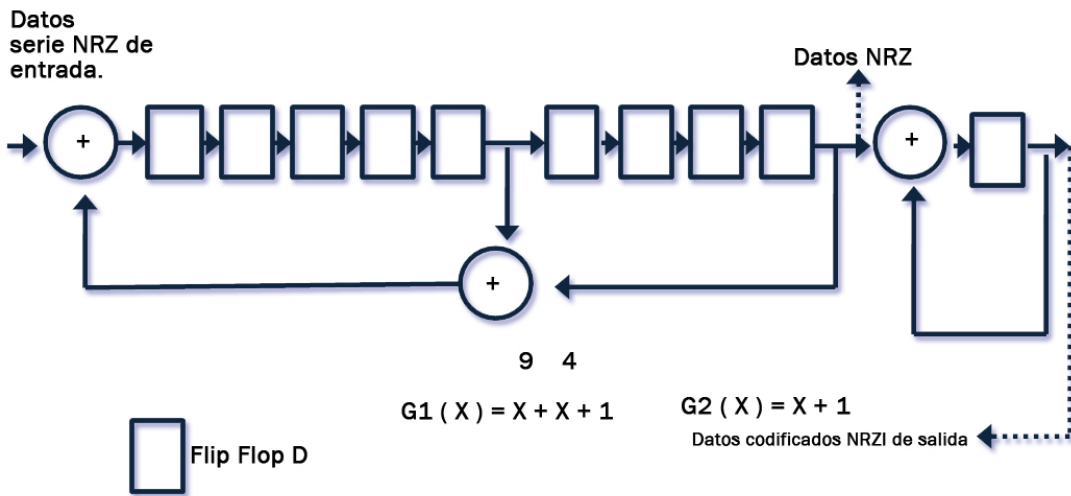 Datos
serie NRZ de
entrada.
Datos NRZ
+
+
+
9 4
G1 ( X ) = X + X + 1
G2 ( X ) = X + 1
Datos codificados NRZI de salida
Flip Flop D